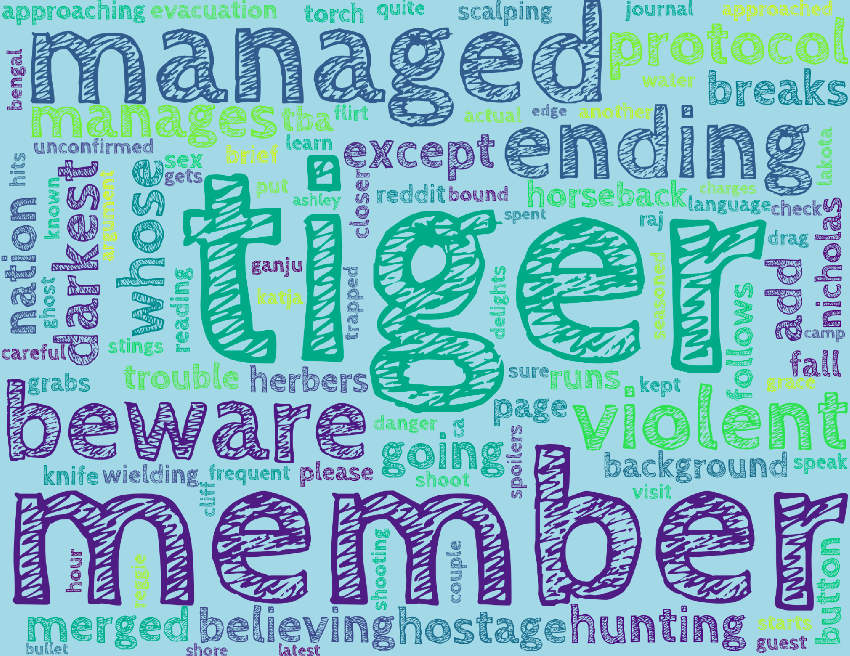 approaching evacuation torch quite scalping journal approached
managed
protocol
bengal
water
breaks
manages tba flirt actual edge another
unconfirmed
learn
ending
hits
sex
brief
except
lakota
gets
closer
known
darkest
argument
whose
put
ashley
reddit bound
horseback
charges
language check
nicholas
spent
raj
tiger
nation
ghost
reading
ganju
katja
trapped
delights
seasoned
drag
add
camp
careful
stings
follows
fall
grabs
trouble herbers
sure runs kept
grace
beware
page
violent
danger
ca
going
spoilers
knife wielding frequent please
shoot
background speak
cliff
visit
member
hour
reggie
shooting
couple
button
merged believing hostage hunting starts
bullet
shore
latest
guest